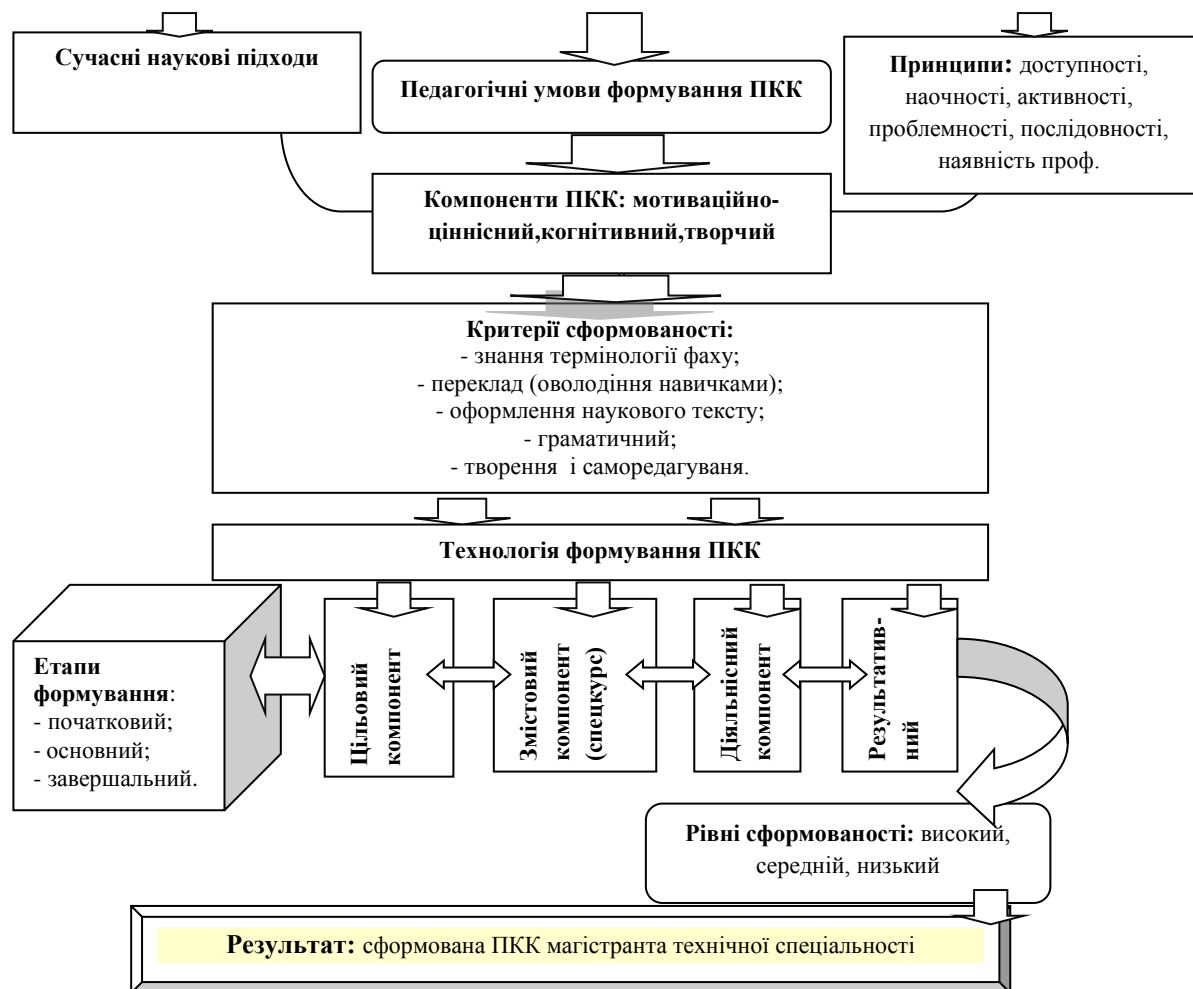 Сучасні наукові підходи
Педагогічні умови формування ПКК
Принципи: доступності,
наочності, активності,
проблемності, послідовності,
наявність проф.
Компоненти ПКК: мотиваційно-
ціннісний,когнітивний,творчий
Критерії сформованості:
- знання термінології фаху;
- переклад (оволодіння навичками);
- оформлення наукового тексту;
- граматичний;
- творення і саморедагуваня.
Технологія формування ПКК
Етапи
формування:
- початковий;
- основний;
- завершальний.
Цільовий
компонент
Змістовий
компонент
(спецкурс)
Діяльнісний
компонент
Результатив-
ний
Рівні сформованості: високий,
середній, низький
Результат: сформована ПКК магістранта технічної спеціальності